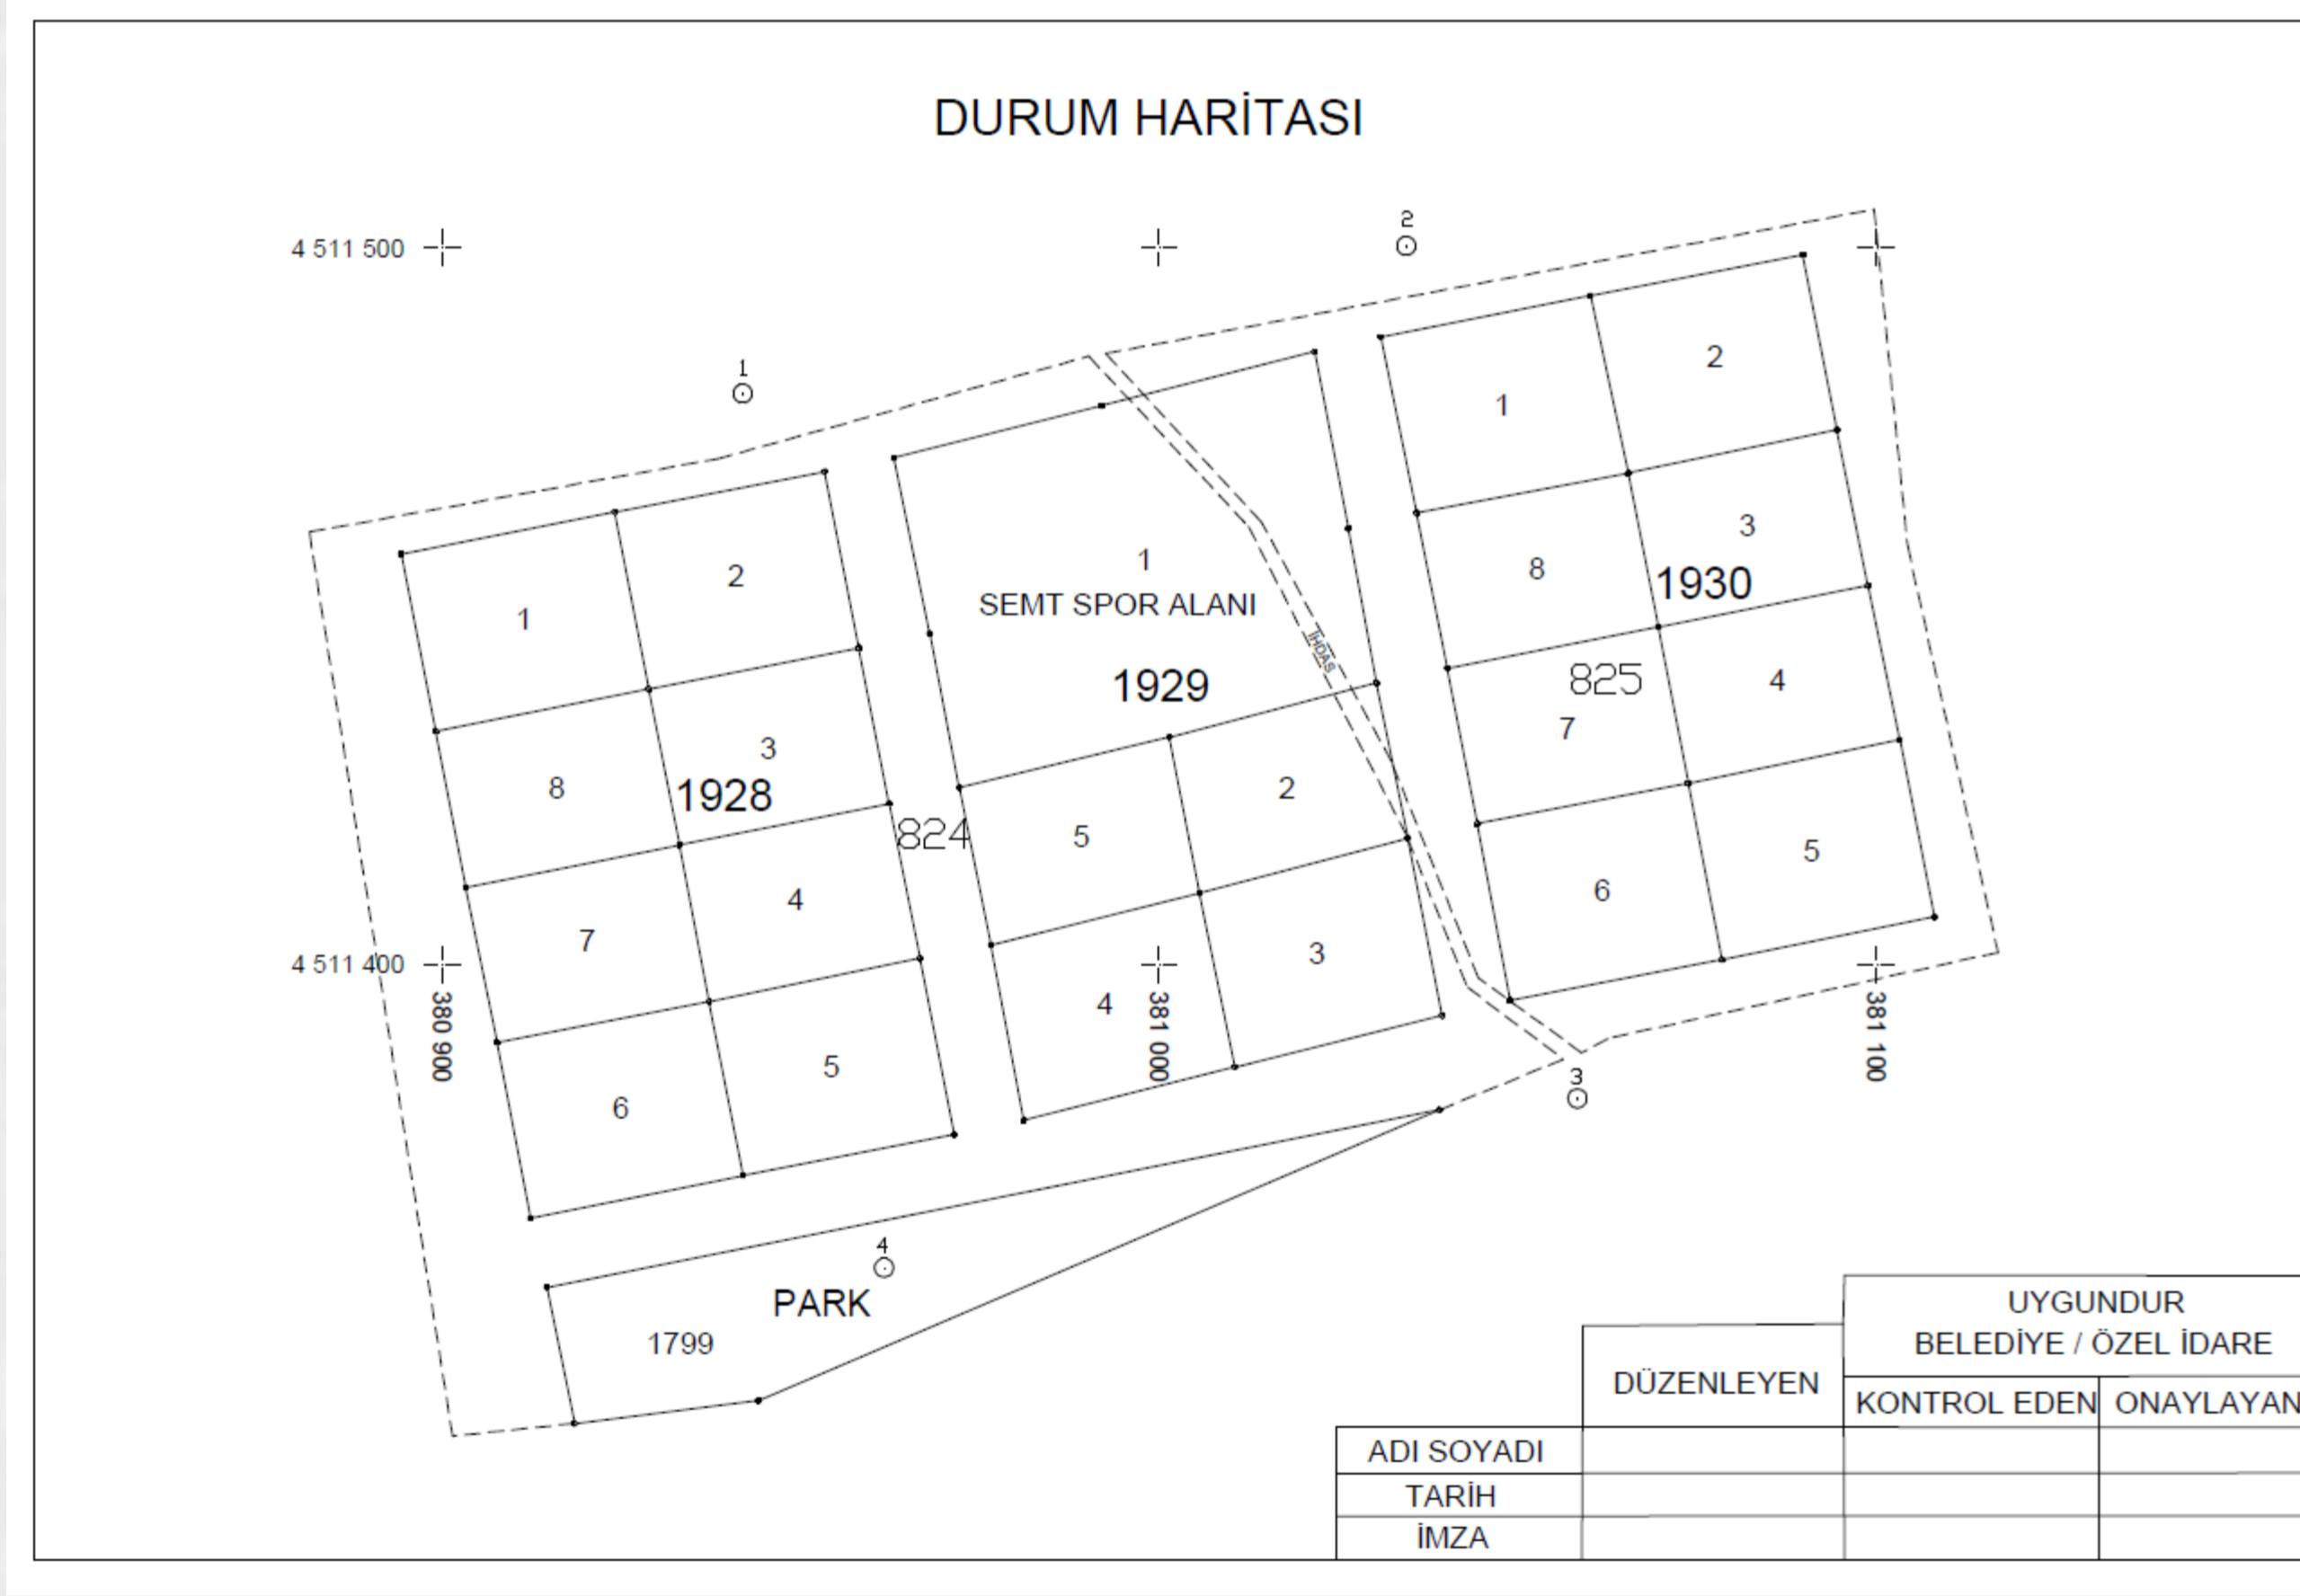 DURUM HARİTASI
2
4 511 500
1
2
1
1
2
3
1
8
2
SEMT SPOR ALANI
1930
1
İHDAS
825
4
1929
7
3
8
1928
2
824
5
5
6
4
7
3
4 511 400
4
380 900
381 000
381 100
5
3
6
4
PARK
1799
UYGUNDUR
BELEDİYE / ÖZEL İDARE
DÜZENLEYEN
KONTROL EDEN
ONAYLAYAN
ADI SOYADI
TARİH
İMZA